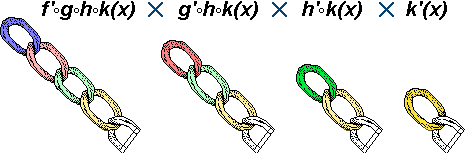 f'∘g∘h∘k(x) × g'∘h∘k(x) × h'∘k(x) × k'(x)